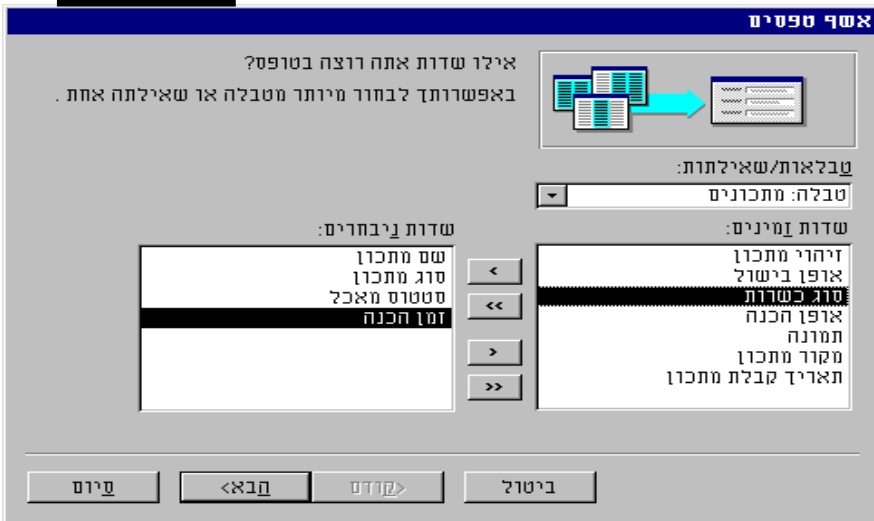 אשף טפסים
אילו שדות אתה רוצה בטופס?
באפשרותך לבחור מיותר מטבלה או שאילתה אחת .
טבלאות/שאילתות:
טבלה: מתכונים
שדות זמינים:
זיהוי מתכון
אופן בישול
סוג כשרות
אופן הכנה
תמונה
מקור מתכון
תאריך קבלת מתכון
>
>>
<
<<
שדות ניבחרים:
שם מתכון
סוג מתכון
סטטוס מאכל
זמן הכנה
ביטול
<קודם
הבא>
סיום